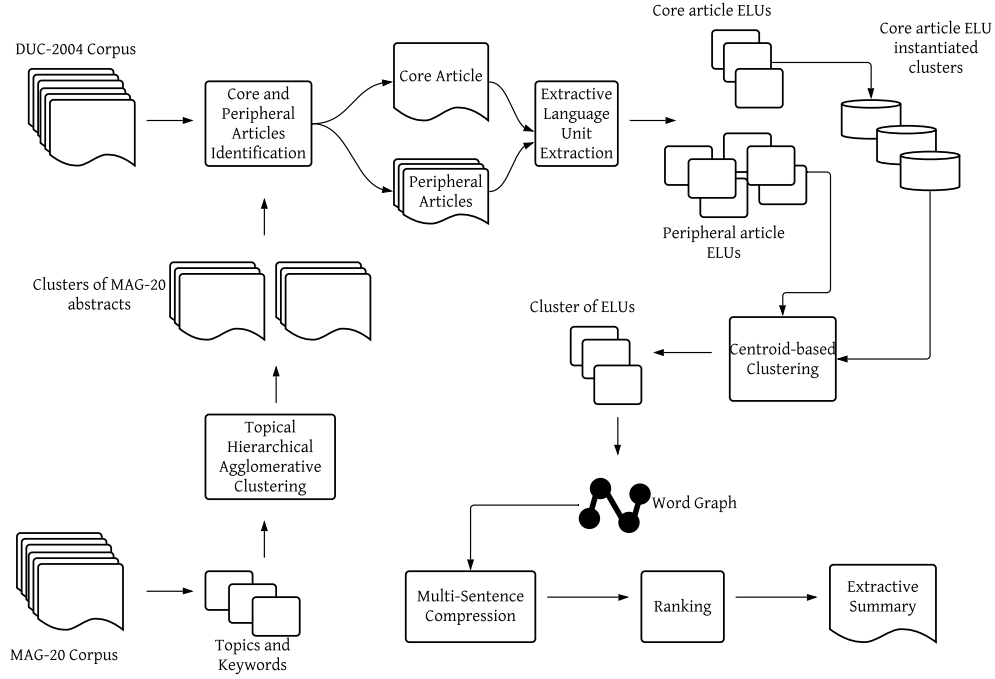 DUC-2004 Corpus
Core and
Peripheral
Articles
Identification
Core Article
Peripheral
Articles
Extractive
Language
Unit
Extraction
Core article ELUs
Core article ELU
instantiated
clusters
Peripheral article
ELUs
Clusters of MAG-20
abstracts
Cluster of ELUs
Centroid-based
Clustering
Topical
Hierarchical
Agglomerative
Clustering
Word Graph
MAG-20 Corpus
Topics and
Keywords
Multi-Sentence
Compression
Ranking
Extractive
Summary